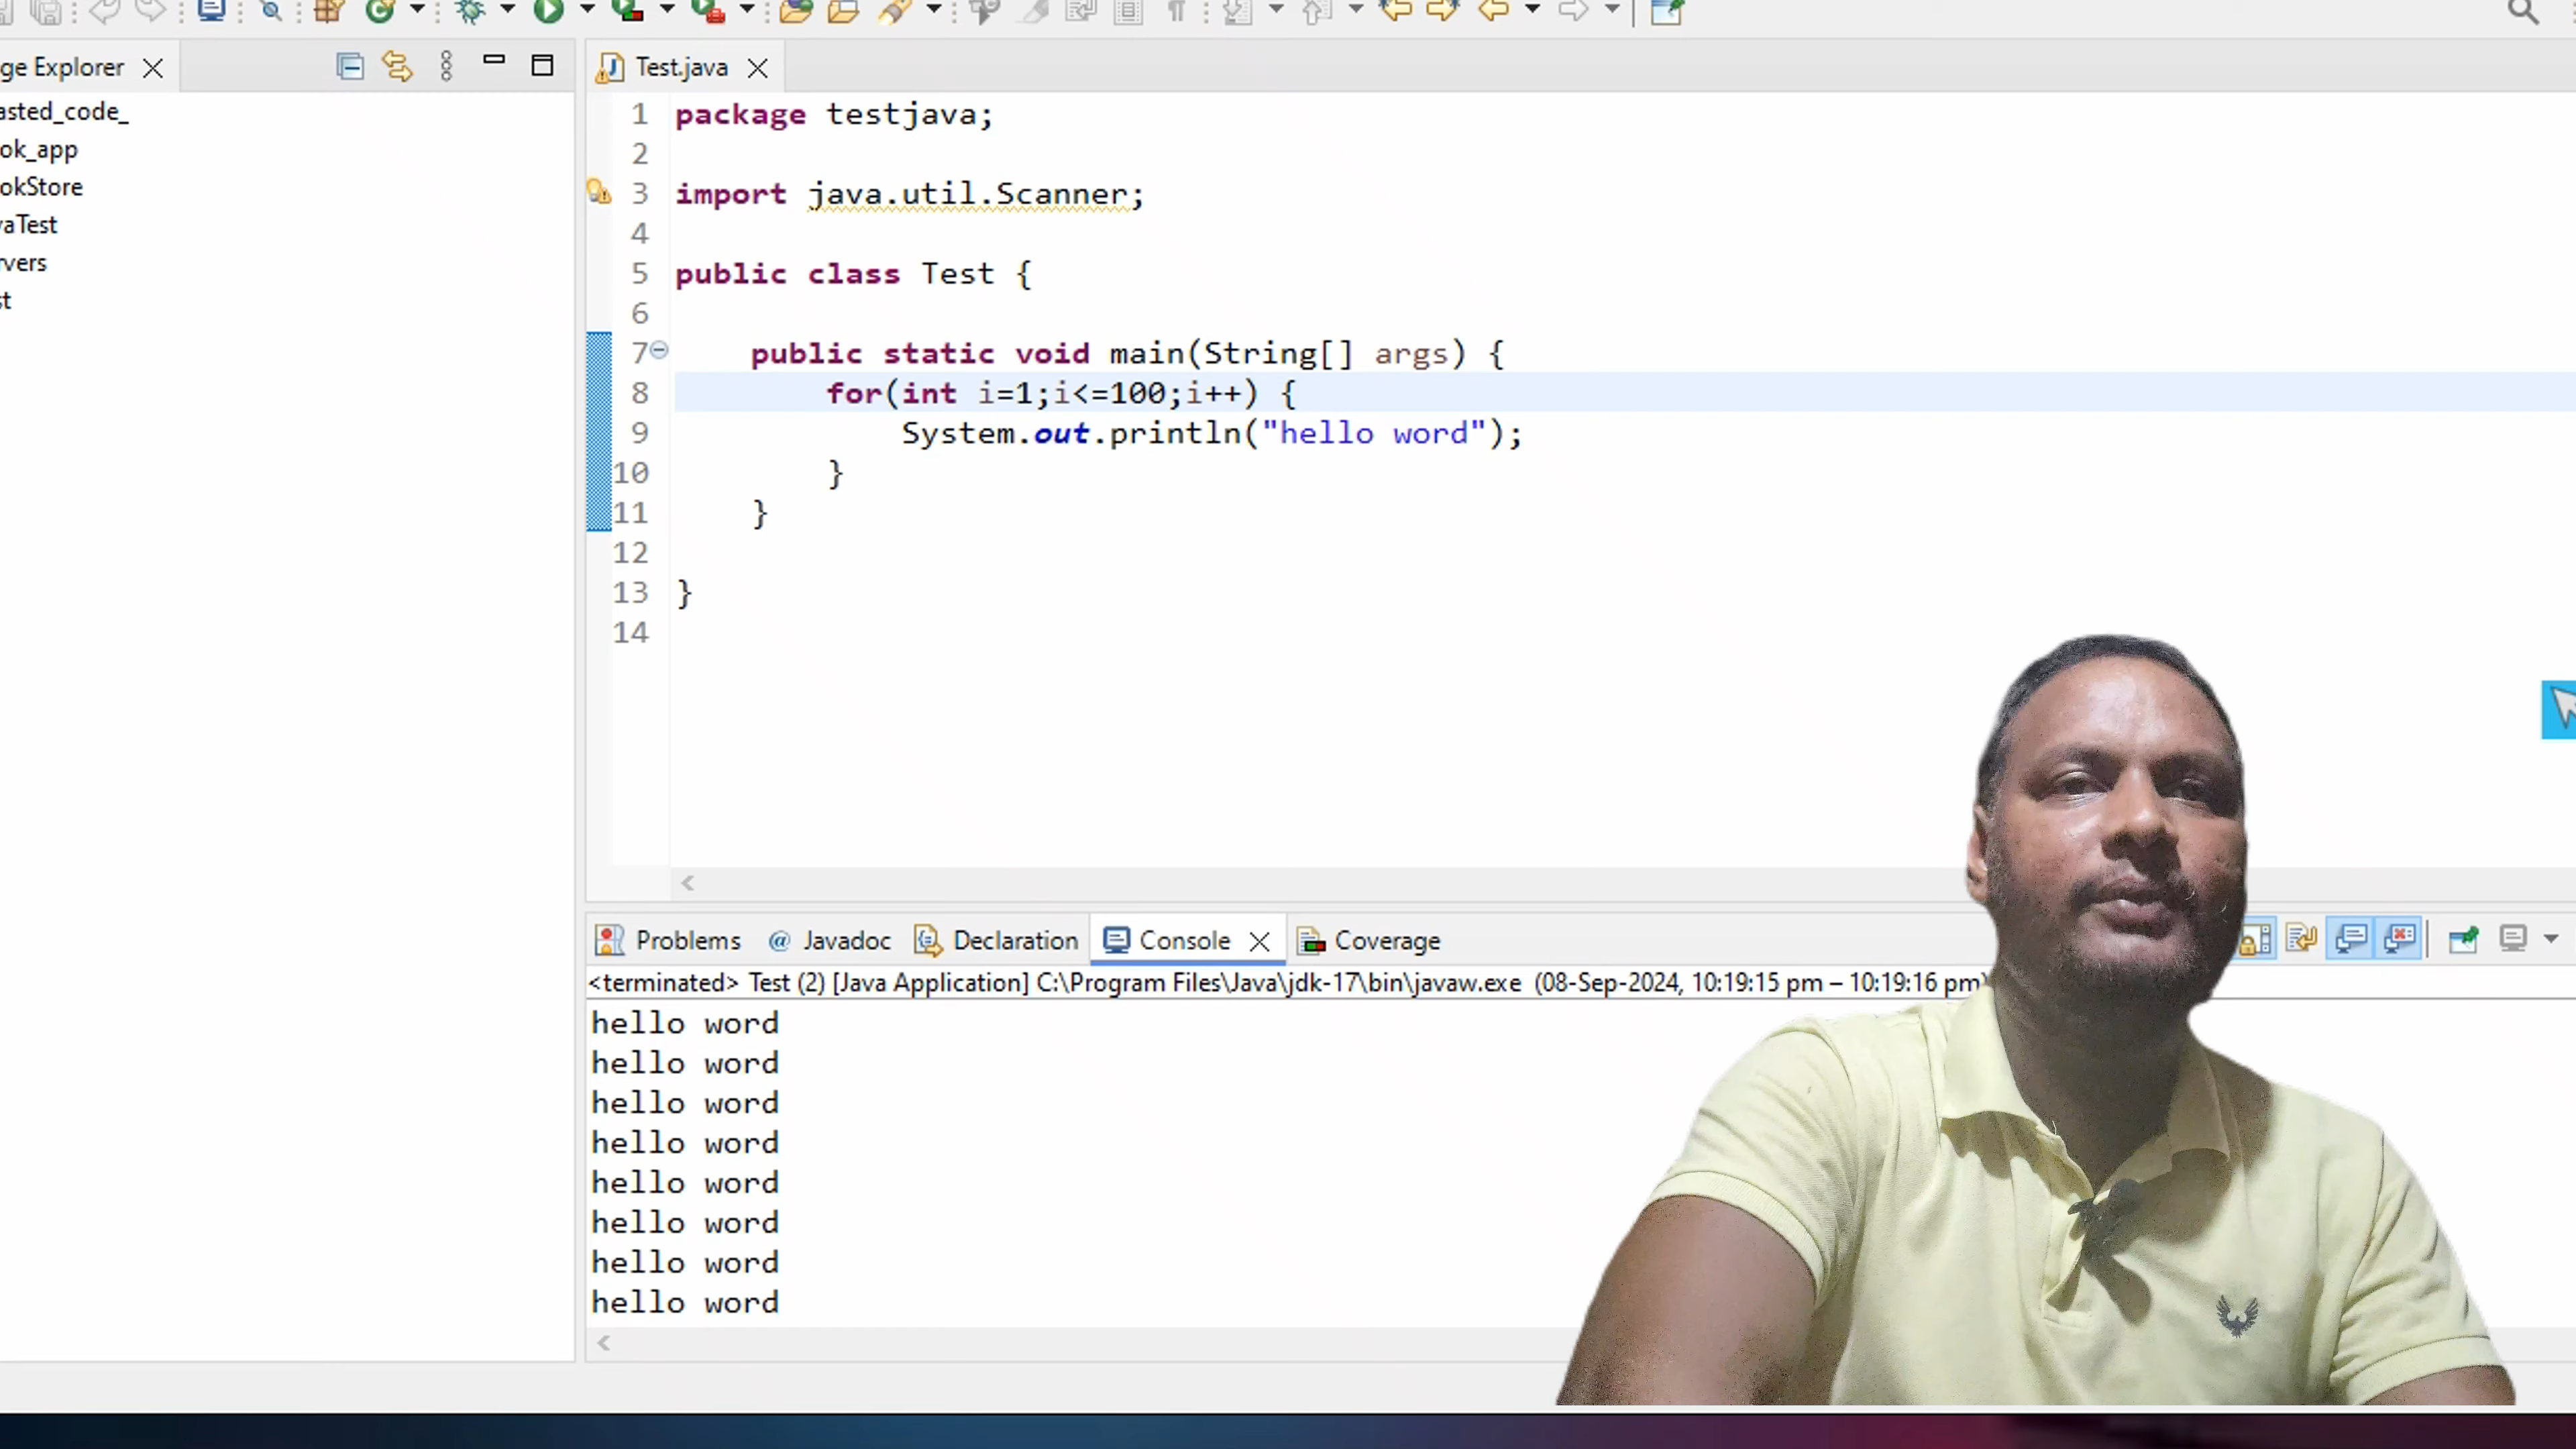 ge Explorer
asted_code_
ok_app
okStore
vaTest
rvers
st
Test.java
1 package testjava;
2
3 import java.util.Scanner;
4
5 public class Test {
6
7 public static void main(String[] args) {
8 for(int i=1;i<=100;i++) {
9 System.out.println("hello word");
10 }
11 }
12
13 }
14
Problems @ Javadoc Declaration Console Coverage
<terminated> Test (2) [Java Application] C:\Program Files\Java\jdk-17\bin\javaw.exe (08-Sep-2024, 10:19:15 pm – 10:19:16 pm)
hello word
hello word
hello word
hello word
hello word
hello word
hello word
hello word